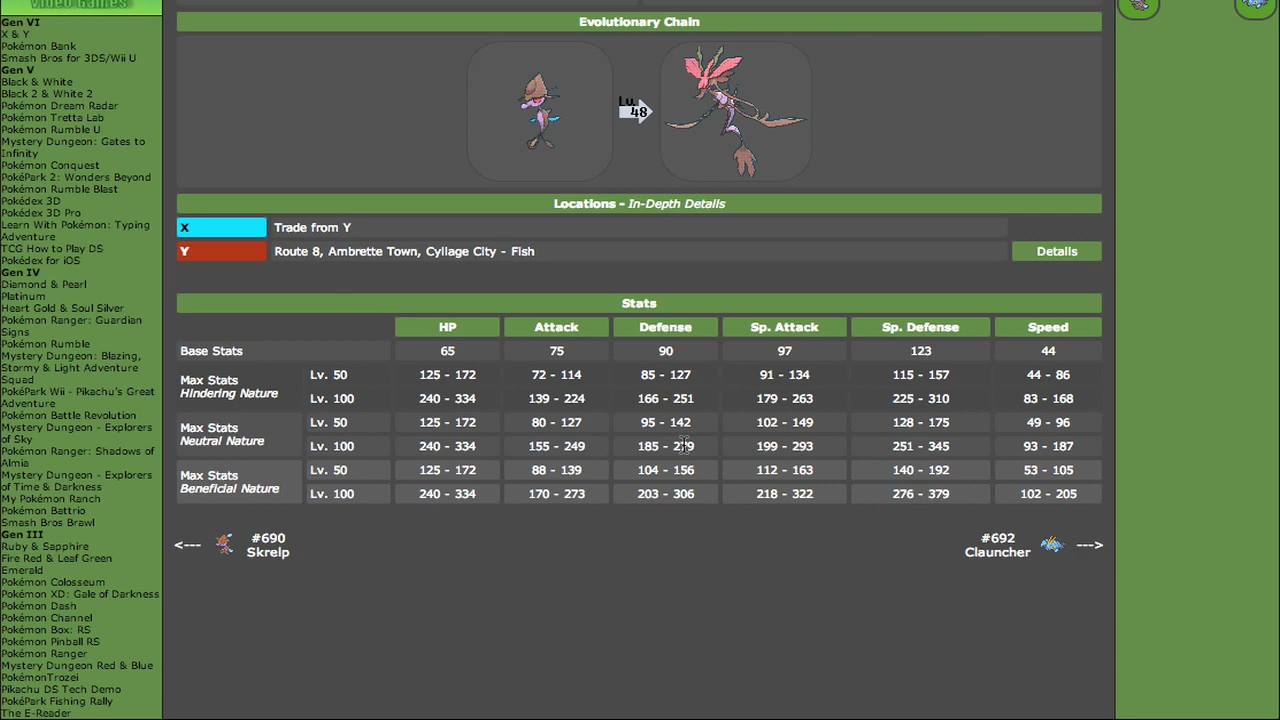 Video Games
Gen VI
X & Y
Pokémon Bank
Smash Bros for 3DS/Wii U
Gen V
Black & White
Black 2 & White 2
Pokémon Dream Radar
Pokémon Tretta Lab
Pokémon Rumble U
Mystery Dungeon: Gates to
Infinity
Pokémon Conquest
PokéPark 2: Wonders Beyond
Pokémon Rumble Blast
Pokédex 3D
Pokédex 3D Pro
Learn With Pokémon: Typing
Adventure
TCG How to Play DS
Pokédex for iOS
Gen IV
Diamond & Pearl
Platinum
Heart Gold & Soul Silver
Pokémon Ranger: Guardian
Signs
Pokémon Rumble
Mystery Dungeon: Blazing,
Stormy & Light Adventure
Squad
PokéPark Wii - Pikachu's Great
Adventure
Pokémon Battle Revolution
Mystery Dungeon - Explorers
of Sky
Pokémon Ranger: Shadows of
Almia
Mystery Dungeon - Explorers
of Time & Darkness
My Pokémon Ranch
Pokémon Battrio
Smash Bros Brawl
Gen III
Ruby & Sapphire
Fire Red & Leaf Green
Emerald
Pokémon Colosseum
Pokémon XD: Gale of Darkness
Pokémon Dash
Pokémon Channel
Pokémon Box: RS
Pokémon Pinball RS
Pokémon Ranger
Mystery Dungeon Red & Blue
PokémonTrozei
Pikachu DS Tech Demo
PokéPark Fishing Rally
The E-Reader
Evolutionary Chain
Lv.
48
Locations - In-Depth Details
X Trade from Y
Y Route 8, Ambrette Town, Cyllage City - Fish Details
Stats
HP Attack Defense Sp. Attack Sp. Defense Speed
Base Stats 65 75 90 97 123 44
Max Stats
Hindering Nature
Lv. 50 125 - 172 72 - 114 85 - 127 91 - 134 115 - 157 44 - 86
Lv. 100 240 - 334 139 - 224 166 - 251 179 - 263 225 - 310 83 - 168
Max Stats
Neutral Nature
Lv. 50 125 - 172 80 - 127 95 - 142 102 - 149 128 - 175 49 - 96
Lv. 100 240 - 334 155 - 249 185 - 199 - 293 251 - 345 93 - 187
Max Stats
Beneficial Nature
Lv. 50 125 - 172 88 - 139 104 - 156 112 - 163 140 - 192 53 - 105
Lv. 100 240 - 334 170 - 273 203 - 306 218 - 322 276 - 379 102 - 205
<--- #690
Skrelp
#692 --->
Clauncher